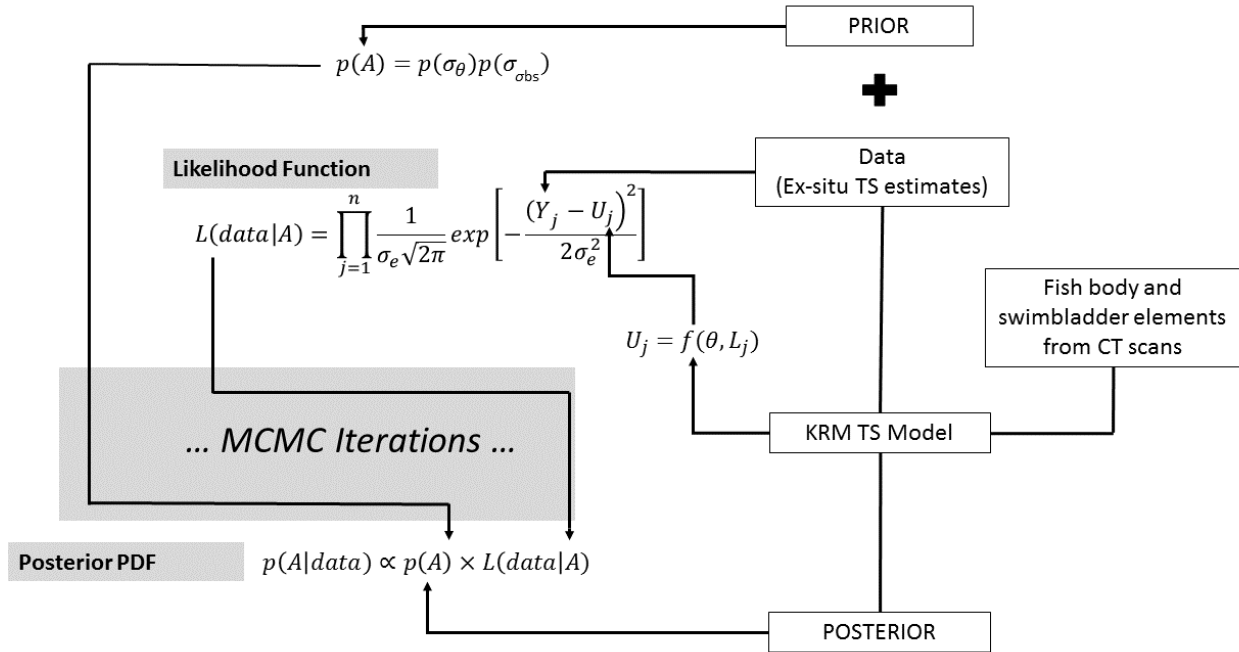 PRIOR
p(A) = p(σ_θ)p(σ_σbs)
Data
(Ex-situ TS estimates)
Likelihood Function
L(data|A) = ∏_{j=1}^{n} \frac{1}{σ_e√(2π)} exp[−\frac{(Y_j − U_j)^2}{2σ_e^2}]
Fish body and
swimbladder elements
from CT scans
U_j = f(θ, L_j)
KRM TS Model
... MCMC Iterations ...
Posterior PDF
p(A|data) ∝ p(A) × L(data|A)
POSTERIOR